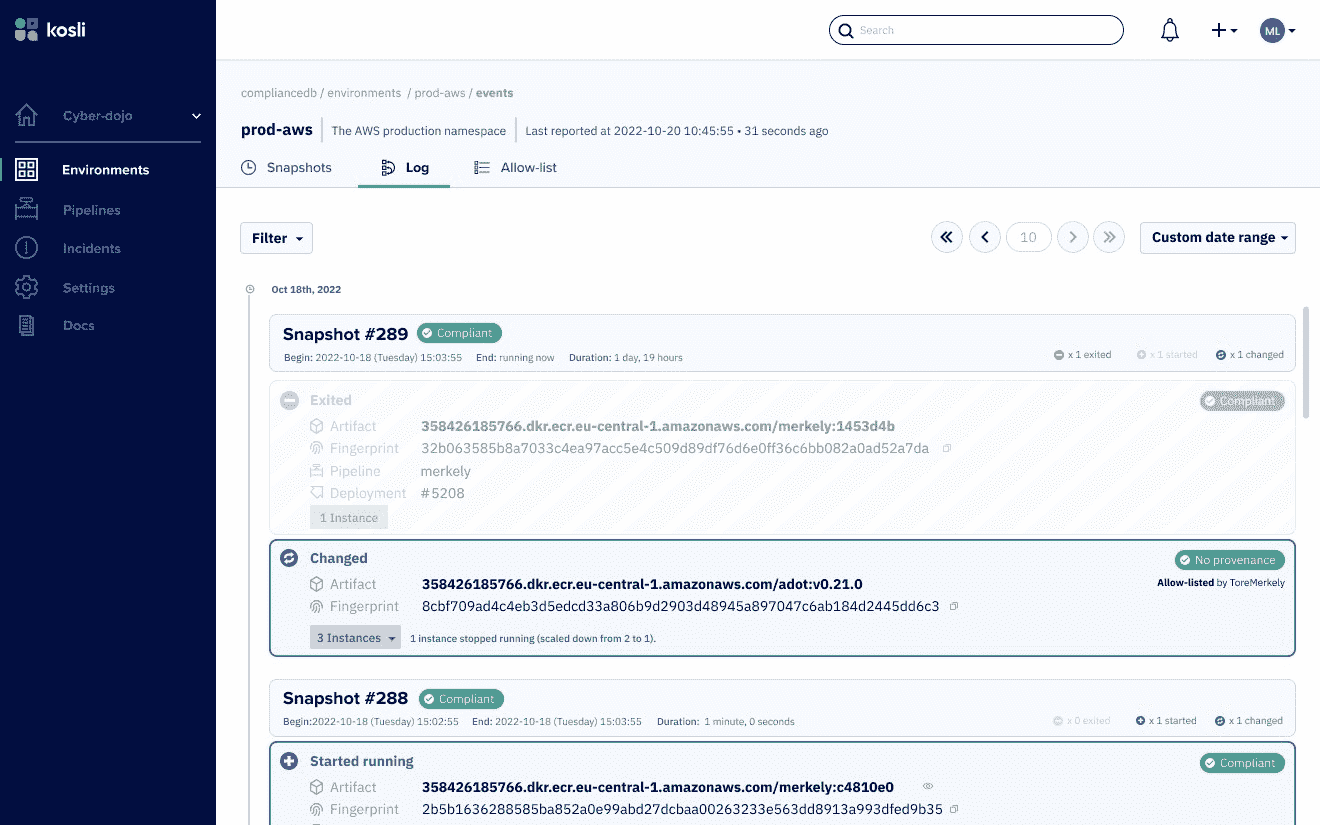 kosli
Search
ML
compliancedb / environments / prod-aws / events
prod-aws
The AWS production namespace
Last reported at 2022-10-20 10:45:55 • 31 seconds ago
Snapshots
Log
Allow-list
Cyber-dojo
Environments
Pipelines
Incidents
Settings
Docs
Filter
10
Custom date range
Oct 18th, 2022
Snapshot #289
Compliant
Begin: 2022-10-18 (Tuesday) 15:03:55 End: running now Duration: 1 day, 19 hours
x 1 exited x 1 started x 1 changed
Exited
Compliant
Artifact 358426185766.dkr.ecr.eu-central-1.amazonaws.com/merkely:1453d4b
Fingerprint 32b063585b8a7033c4ea97acc5e4c509d89df76d6e0ff36c6bb082a0ad52a7da
Pipeline merkely
Deployment #5208
1 Instance
Changed
No provenance
Allow-listed by ToreMerkely
Artifact 358426185766.dkr.ecr.eu-central-1.amazonaws.com/adot:v0.21.0
Fingerprint 8cbf709ad4c4eb3d5edcd33a806b9d2903d48945a897047c6ab184d2445dd6c3
3 Instances 1 instance stopped running (scaled down from 2 to 1).
Snapshot #288
Compliant
Begin:2022-10-18 (Tuesday) 15:02:55 End: 2022-10-18 (Tuesday) 15:03:55 Duration: 1 minute, 0 seconds
x 0 exited x 1 started x 1 changed
Started running
Compliant
Artifact 358426185766.dkr.ecr.eu-central-1.amazonaws.com/merkely:c4810e0
Fingerprint 2b5b1636288585ba852a0e99abd27dcbaa00263233e563dd8913a993dfed9b35